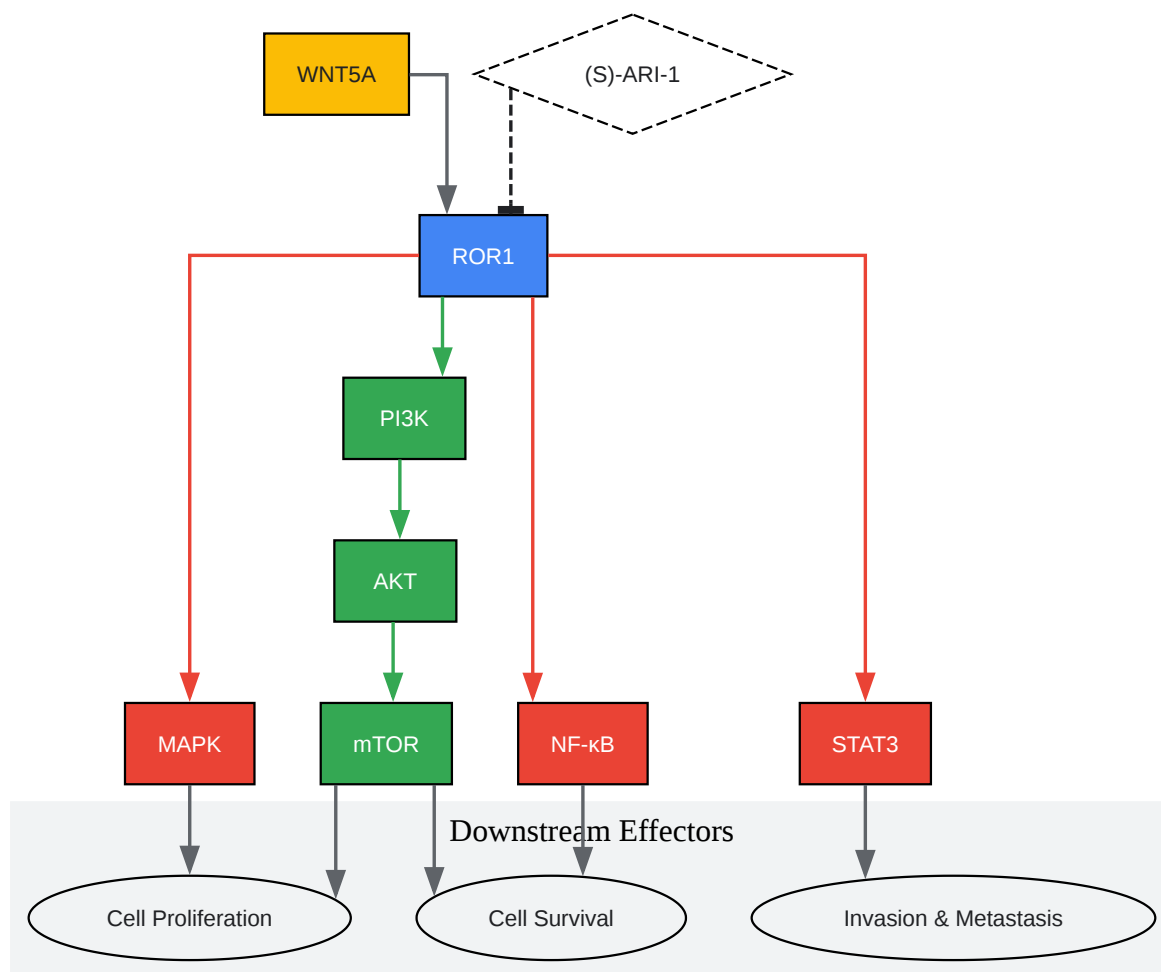 WNT5A
(S)-ARI-1
ROR1
PI3K
AKT
MAPK
mTOR
NF-κB
STAT3
Downstream Effectors
Cell Proliferation
Cell Survival
Invasion & Metastasis